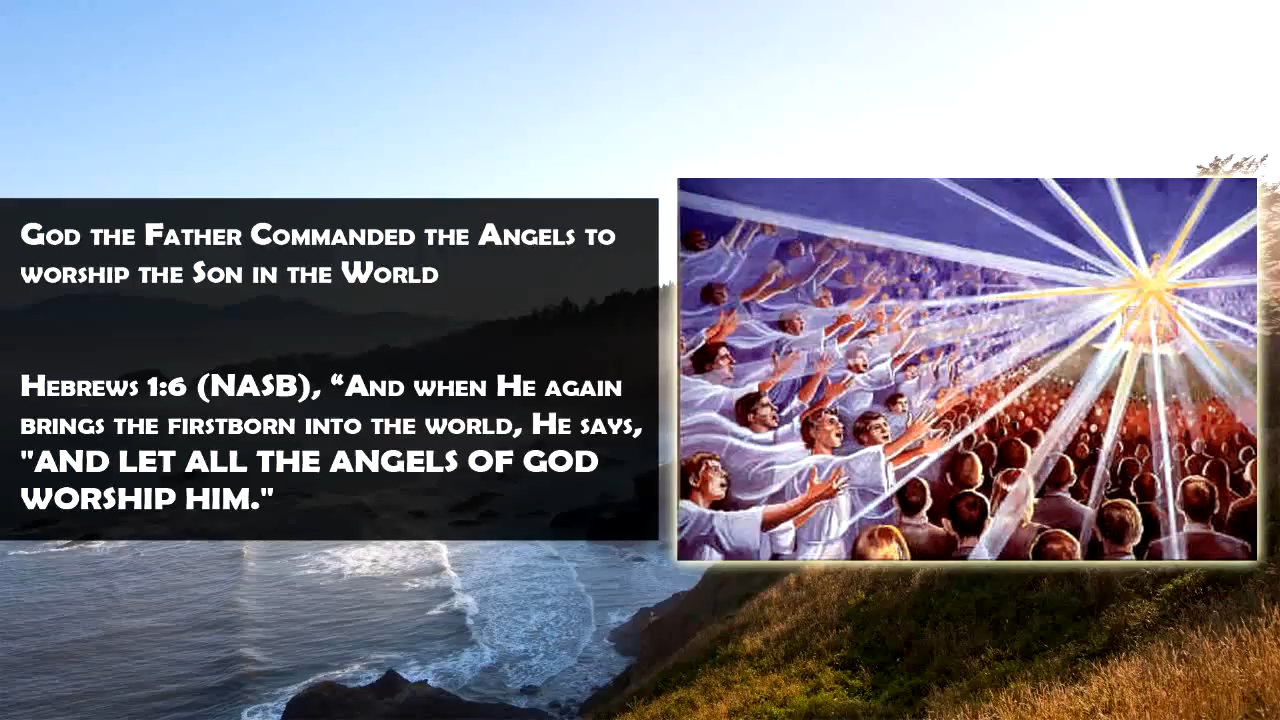 God the Father Commanded the Angels to
worship the Son in the World
Hebrews 1:6 (NASB), “And when He again
brings the firstborn into the world, He says,
"AND LET ALL THE ANGELS OF GOD
WORSHIP HIM."